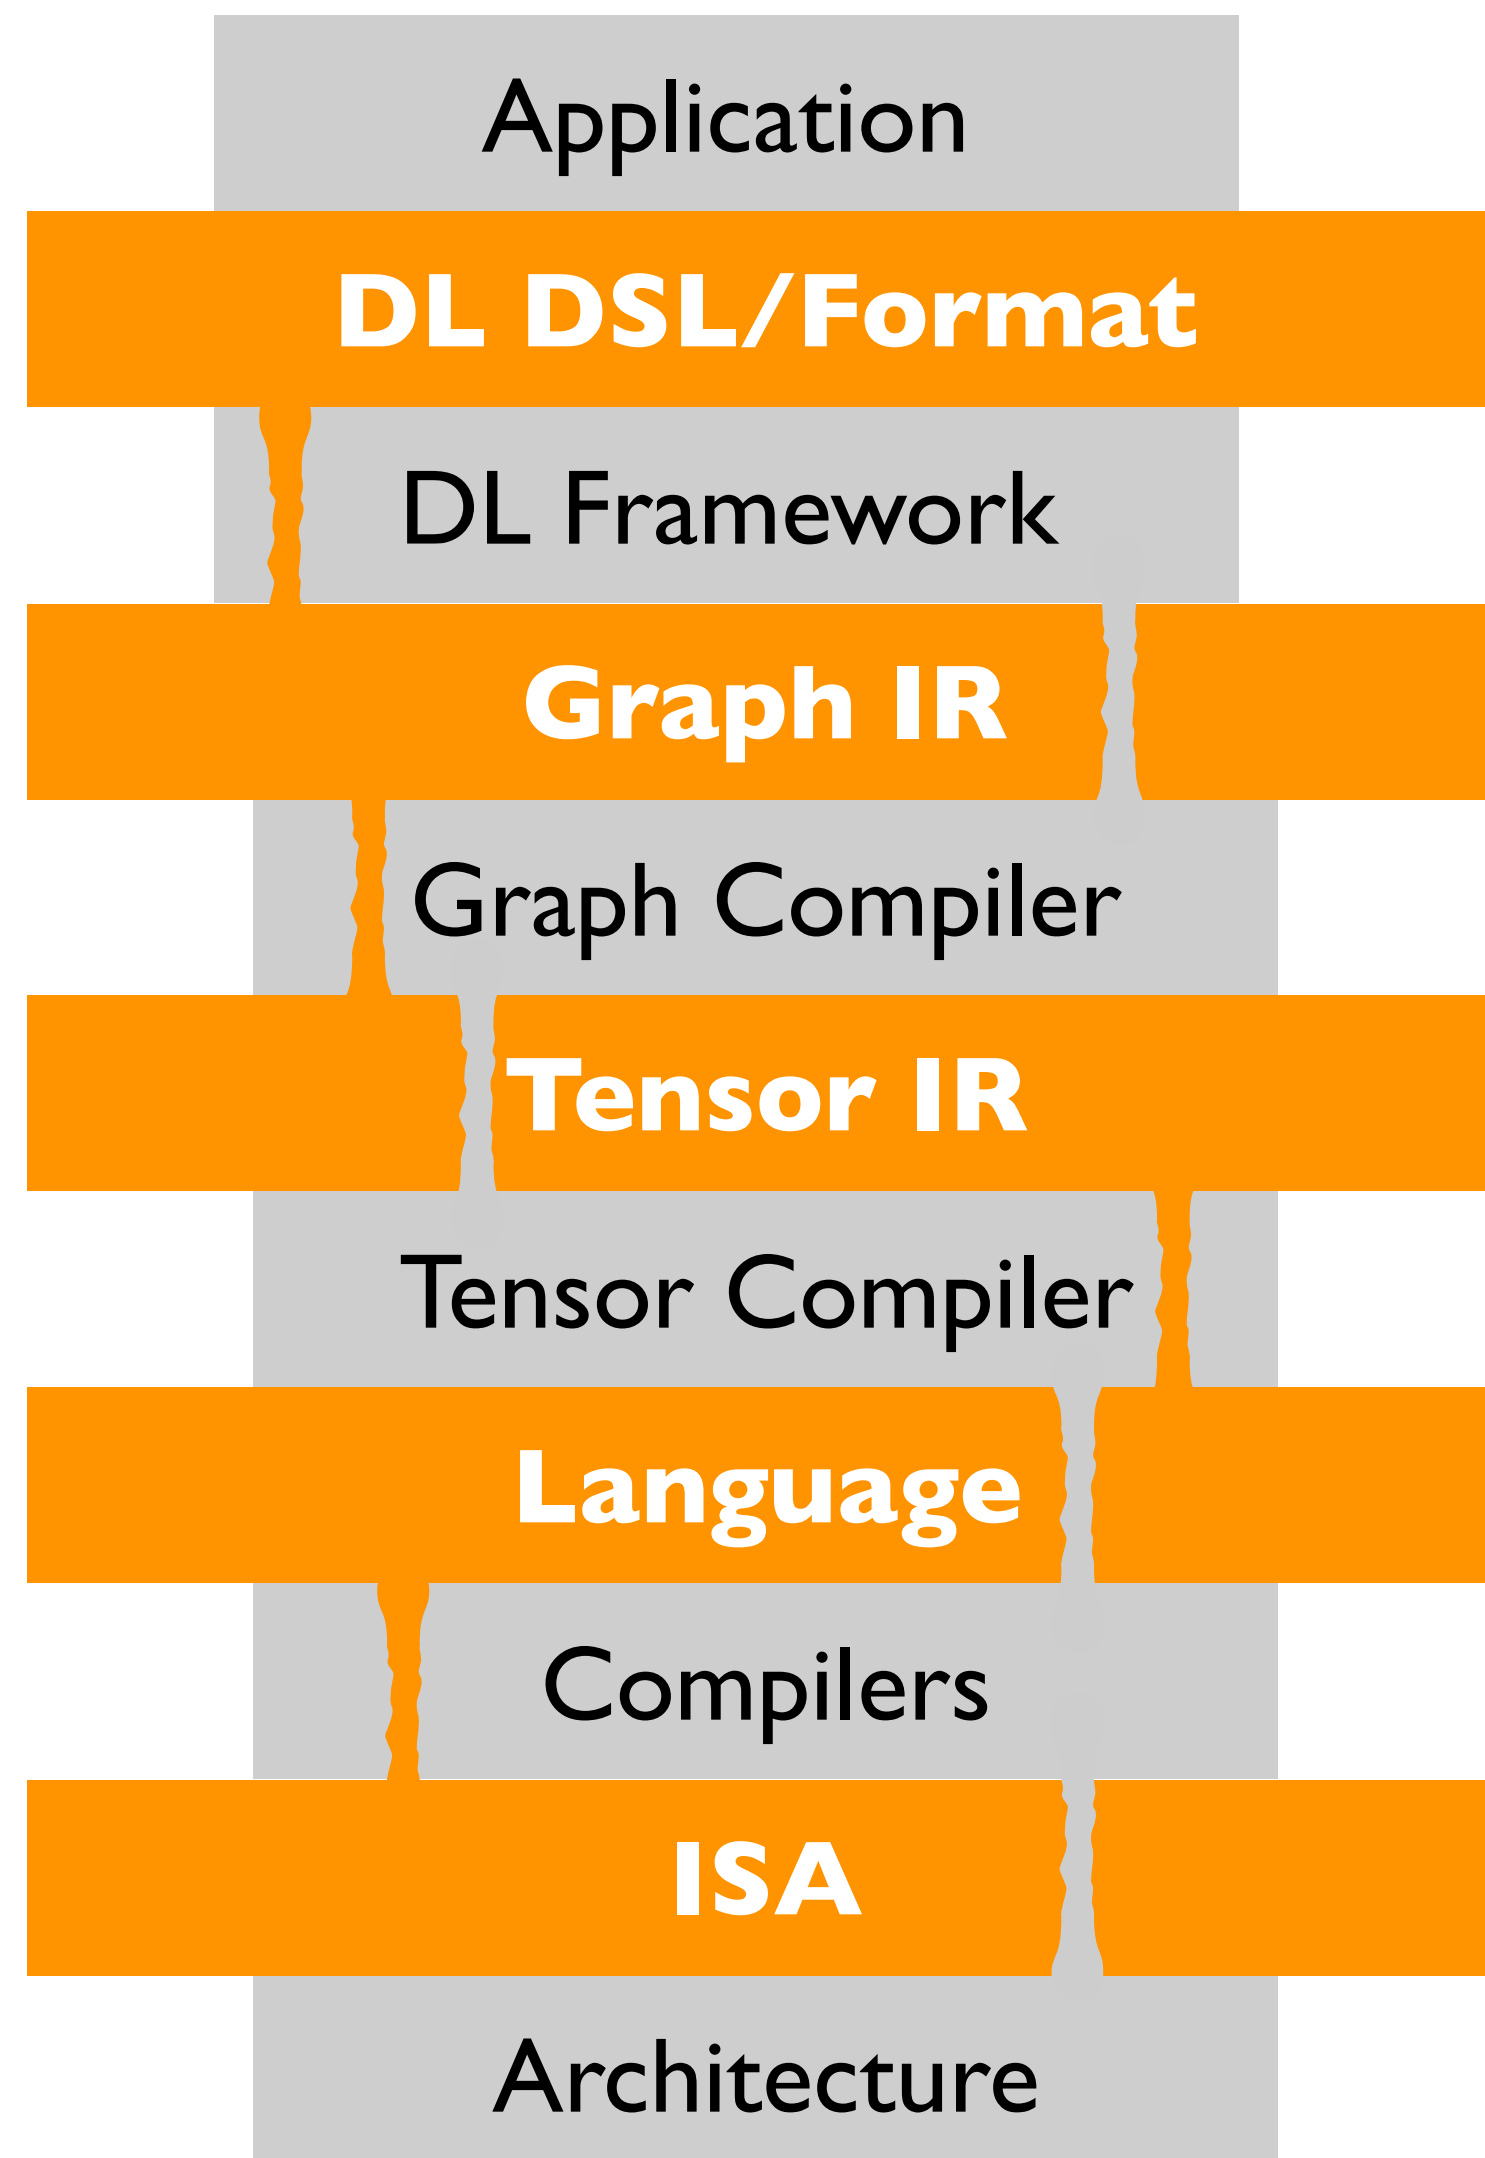 Application
DL DSL/Format
DL Framework
Graph IR
Graph Compiler
Tensor IR
Tensor Compiler
Language
Compilers
ISA
Architecture